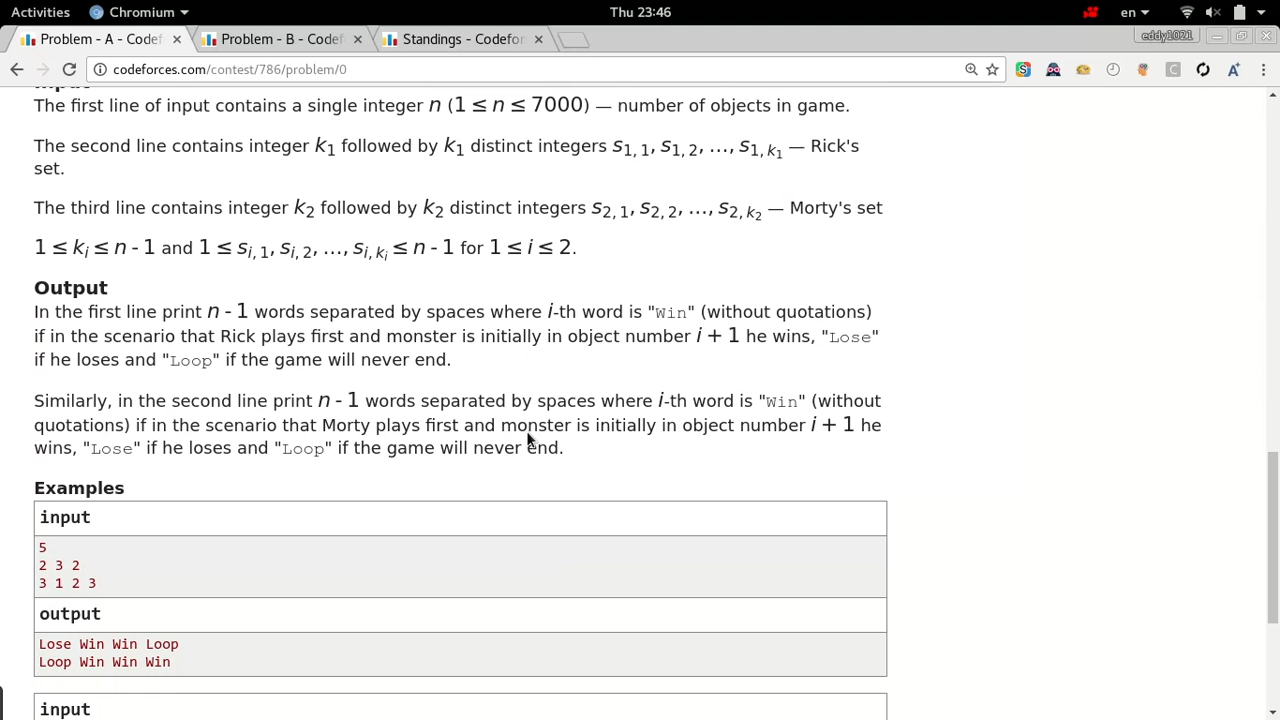 Activities Chromium Thu 23:46 en
Problem - A - Codef Problem - B - Codef Standings - Codefor eddy1021
codeforces.com/contest/786/problem/0
Input
The first line of input contains a single integer n (1 ≤ n ≤ 7000) — number of objects in game.
The second line contains integer k1 followed by k1 distinct integers s1, 1, s1, 2, ..., s1, k1 — Rick's
set.
The third line contains integer k2 followed by k2 distinct integers s2, 1, s2, 2, ..., s2, k2 — Morty's set
1 ≤ ki ≤ n - 1 and 1 ≤ si, 1, si, 2, ..., si, ki ≤ n - 1 for 1 ≤ i ≤ 2.
Output
In the first line print n - 1 words separated by spaces where i-th word is "Win" (without quotations)
if in the scenario that Rick plays first and monster is initially in object number i + 1 he wins, "Lose"
if he loses and "Loop" if the game will never end.
Similarly, in the second line print n - 1 words separated by spaces where i-th word is "Win" (without
quotations) if in the scenario that Morty plays first and monster is initially in object number i + 1 he
wins, "Lose" if he loses and "Loop" if the game will never end.
Examples
input
5
2 3 2
3 1 2 3
output
Lose Win Win Loop
Loop Win Win Win
input